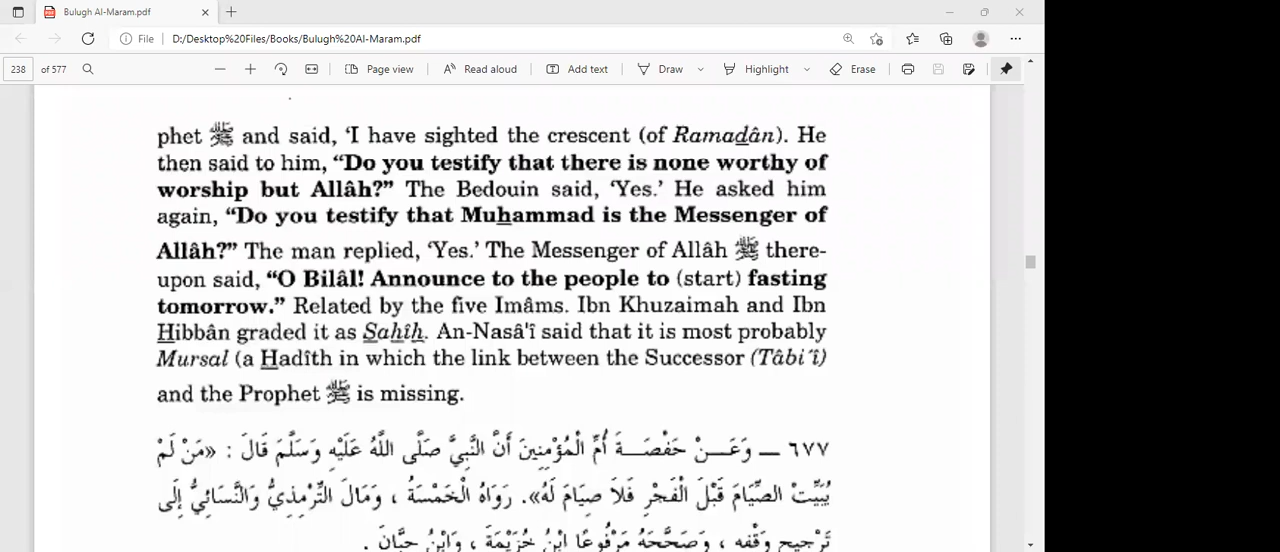 Bulugh Al-Maram.pdf
File D:/Desktop%20Files/Books/Bulugh%20Al-Maram.pdf
238 of 577 Page view Read aloud Add text Draw Highlight Erase
phet ﷺ and said, ‘I have sighted the crescent (of Ramadân). He
then said to him, “Do you testify that there is none worthy of
worship but Allâh?” The Bedouin said, ‘Yes.’ He asked him
again, “Do you testify that Muhammad is the Messenger of
Allâh?” The man replied, ‘Yes.’ The Messenger of Allâh ﷺ there-
upon said, “O Bilâl! Announce to the people to (start) fasting
tomorrow.” Related by the five Imâms. Ibn Khuzaimah and Ibn
Hibbân graded it as Sahîh. An-Nasâ'î said that it is most probably
Mursal (a Hadîth in which the link between the Successor (Tâbi‘î)
and the Prophet ﷺ is missing.
٦٧٧ – وَعَنْ حَفْصَةَ أُمِّ الْمُؤْمِنِينَ أَنَّ النَّبِيَّ صَلَّى اللَّهُ عَلَيْهِ وَسَلَّمَ قَالَ : «مَنْ لَمْ
يُبَيِّتْ الصِّيَامَ قَبْلَ الْفَجْرِ فَلاَ صِيَامَ لَهُ». رَوَاهُ الْخَمْسَةُ ، وَمَالَ التِّرْمِذِيُّ وَالنَّسَائِيُّ إِلَى
تَرْجِيحِ وَقْفِهِ ، وَصَحَّحَهُ مَرْفُوعًا ابْنُ خُزَيْمَةَ ، وَابْنُ حِبَّانَ .